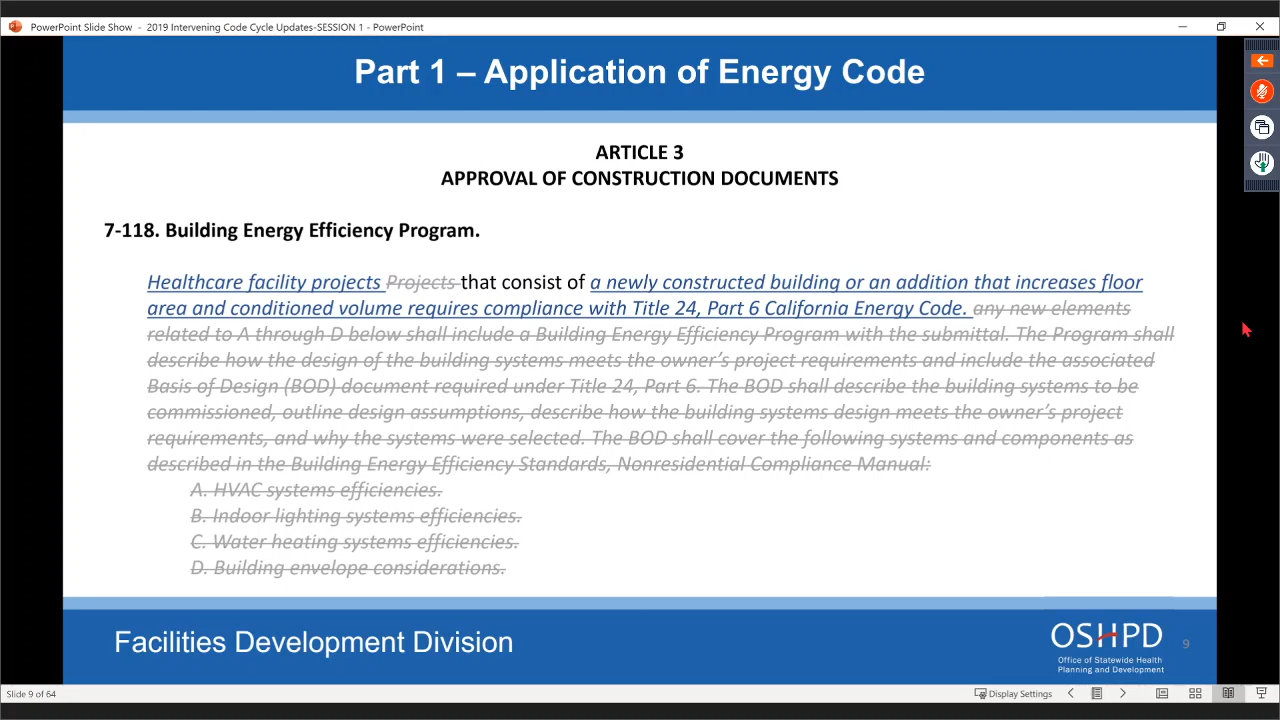 PowerPoint Slide Show - 2019 Intervening Code Cycle Updates-SESSION 1 - PowerPoint
Part 1 – Application of Energy Code
ARTICLE 3
APPROVAL OF CONSTRUCTION DOCUMENTS
7-118. Building Energy Efficiency Program.
Healthcare facility projects Projects that consist of a newly constructed building or an addition that increases floor
area and conditioned volume requires compliance with Title 24, Part 6 California Energy Code. any new elements
related to A through D below shall include a Building Energy Efficiency Program with the submittal. The Program shall
describe how the design of the building systems meets the owner's project requirements and include the associated
Basis of Design (BOD) document required under Title 24, Part 6. The BOD shall describe the building systems to be
commissioned, outline design assumptions, describe how the building systems design meets the owner's project
requirements, and why the systems were selected. The BOD shall cover the following systems and components as
described in the Building Energy Efficiency Standards, Nonresidential Compliance Manual:
A. HVAC systems efficiencies.
B. Indoor lighting systems efficiencies.
C. Water heating systems efficiencies.
D. Building envelope considerations.
Facilities Development Division
OSHPD
Office of Statewide Health
Planning and Development
9
Slide 9 of 64
Display Settings